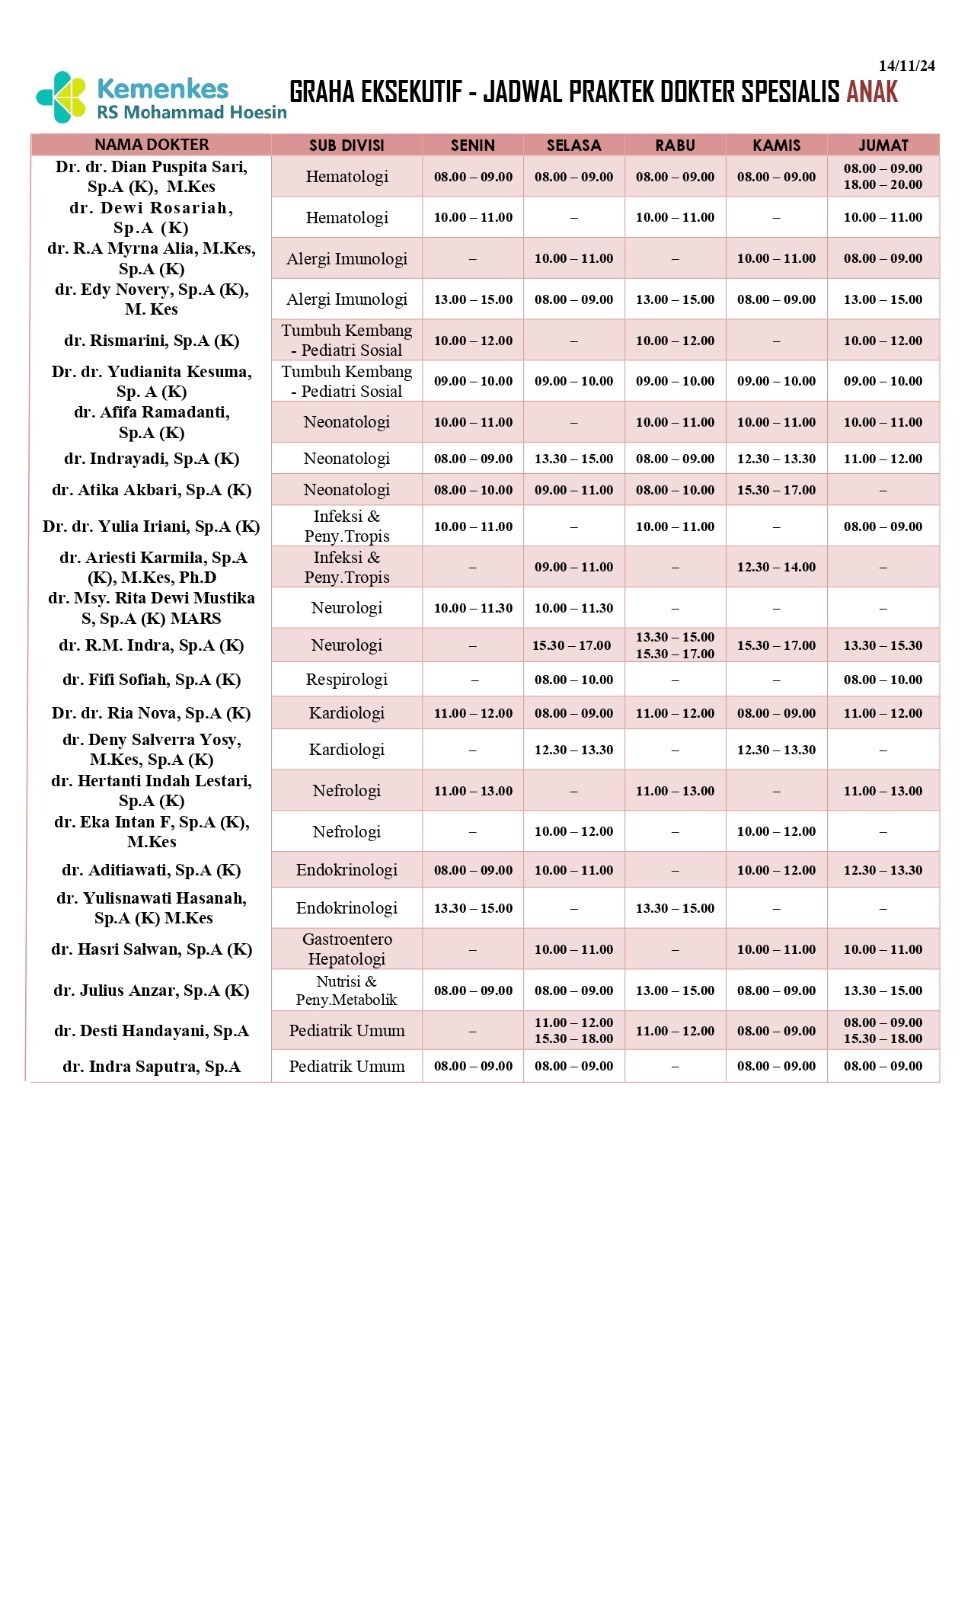 14/11/24
Kemenkes
RS Mohammad Hoesin
GRAHA EKSEKUTIF - JADWAL PRAKTEK DOKTER SPESIALIS ANAK
NAMA DOKTER SUB DIVISI SENIN SELASA RABU KAMIS JUMAT
Dr. dr. Dian Puspita Sari,
Sp.A (K), M.Kes
Hematologi 08.00 – 09.00 08.00 – 09.00 08.00 – 09.00 08.00 – 09.00 08.00 – 09.00
18.00 – 20.00
dr. Dewi Rosariah,
Sp.A (K)
Hematologi 10.00 – 11.00 – 10.00 – 11.00 – 10.00 – 11.00
dr. R.A Myrna Alia, M.Kes,
Sp.A (K)
Alergi Imunologi – 10.00 – 11.00 – 10.00 – 11.00 08.00 – 09.00
dr. Edy Novery, Sp.A (K),
M. Kes
Alergi Imunologi 13.00 – 15.00 08.00 – 09.00 13.00 – 15.00 08.00 – 09.00 13.00 – 15.00
dr. Rismarini, Sp.A (K)
Tumbuh Kembang
- Pediatri Sosial
10.00 – 12.00 – 10.00 – 12.00 – 10.00 – 12.00
Dr. dr. Yudianita Kesuma,
Sp. A (K)
Tumbuh Kembang
- Pediatri Sosial
09.00 – 10.00 09.00 – 10.00 09.00 – 10.00 09.00 – 10.00 09.00 – 10.00
dr. Afifa Ramadanti,
Sp.A (K)
Neonatologi 10.00 – 11.00 – 10.00 – 11.00 10.00 – 11.00 10.00 – 11.00
dr. Indrayadi, Sp.A (K) Neonatologi 08.00 – 09.00 13.30 – 15.00 08.00 – 09.00 12.30 – 13.30 11.00 – 12.00
dr. Atika Akbari, Sp.A (K) Neonatologi 08.00 – 10.00 09.00 – 11.00 08.00 – 10.00 15.30 – 17.00 –
Dr. dr. Yulia Iriani, Sp.A (K)
Infeksi &
Peny.Tropis
10.00 – 11.00 – 10.00 – 11.00 – 08.00 – 09.00
dr. Ariesti Karmila, Sp.A
(K), M.Kes, Ph.D
Infeksi &
Peny.Tropis
– 09.00 – 11.00 – 12.30 – 14.00 –
dr. Msy. Rita Dewi Mustika
S, Sp.A (K) MARS
Neurologi 10.00 – 11.30 10.00 – 11.30 – – –
dr. R.M. Indra, Sp.A (K) Neurologi – 15.30 – 17.00 13.30 – 15.00
15.30 – 17.00
15.30 – 17.00 13.30 – 15.30
dr. Fifi Sofiah, Sp.A (K) Respirologi – 08.00 – 10.00 – – 08.00 – 10.00
Dr. dr. Ria Nova, Sp.A (K) Kardiologi 11.00 – 12.00 08.00 – 09.00 11.00 – 12.00 08.00 – 09.00 11.00 – 12.00
dr. Deny Salverra Yosy,
M.Kes, Sp.A (K)
Kardiologi – 12.30 – 13.30 – 12.30 – 13.30 –
dr. Hertanti Indah Lestari,
Sp.A (K)
Nefrologi 11.00 – 13.00 – 11.00 – 13.00 – 11.00 – 13.00
dr. Eka Intan F, Sp.A (K),
M.Kes
Nefrologi – 10.00 – 12.00 – 10.00 – 12.00 –
dr. Aditiawati, Sp.A (K) Endokrinologi 08.00 – 09.00 10.00 – 11.00 – 10.00 – 12.00 12.30 – 13.30
dr. Yulisnawati Hasanah,
Sp.A (K) M.Kes
Endokrinologi 13.30 – 15.00 – 13.30 – 15.00 – –
dr. Hasri Salwan, Sp.A (K)
Gastroentero
Hepatologi
– 10.00 – 11.00 – 10.00 – 11.00 10.00 – 11.00
dr. Julius Anzar, Sp.A (K)
Nutrisi &
Peny.Metabolik
08.00 – 09.00 08.00 – 09.00 13.00 – 15.00 08.00 – 09.00 13.30 – 15.00
dr. Desti Handayani, Sp.A Pediatrik Umum – 11.00 – 12.00
15.30 – 18.00
11.00 – 12.00 08.00 – 09.00 08.00 – 09.00
15.30 – 18.00
dr. Indra Saputra, Sp.A Pediatrik Umum 08.00 – 09.00 08.00 – 09.00 – 08.00 – 09.00 08.00 – 09.00